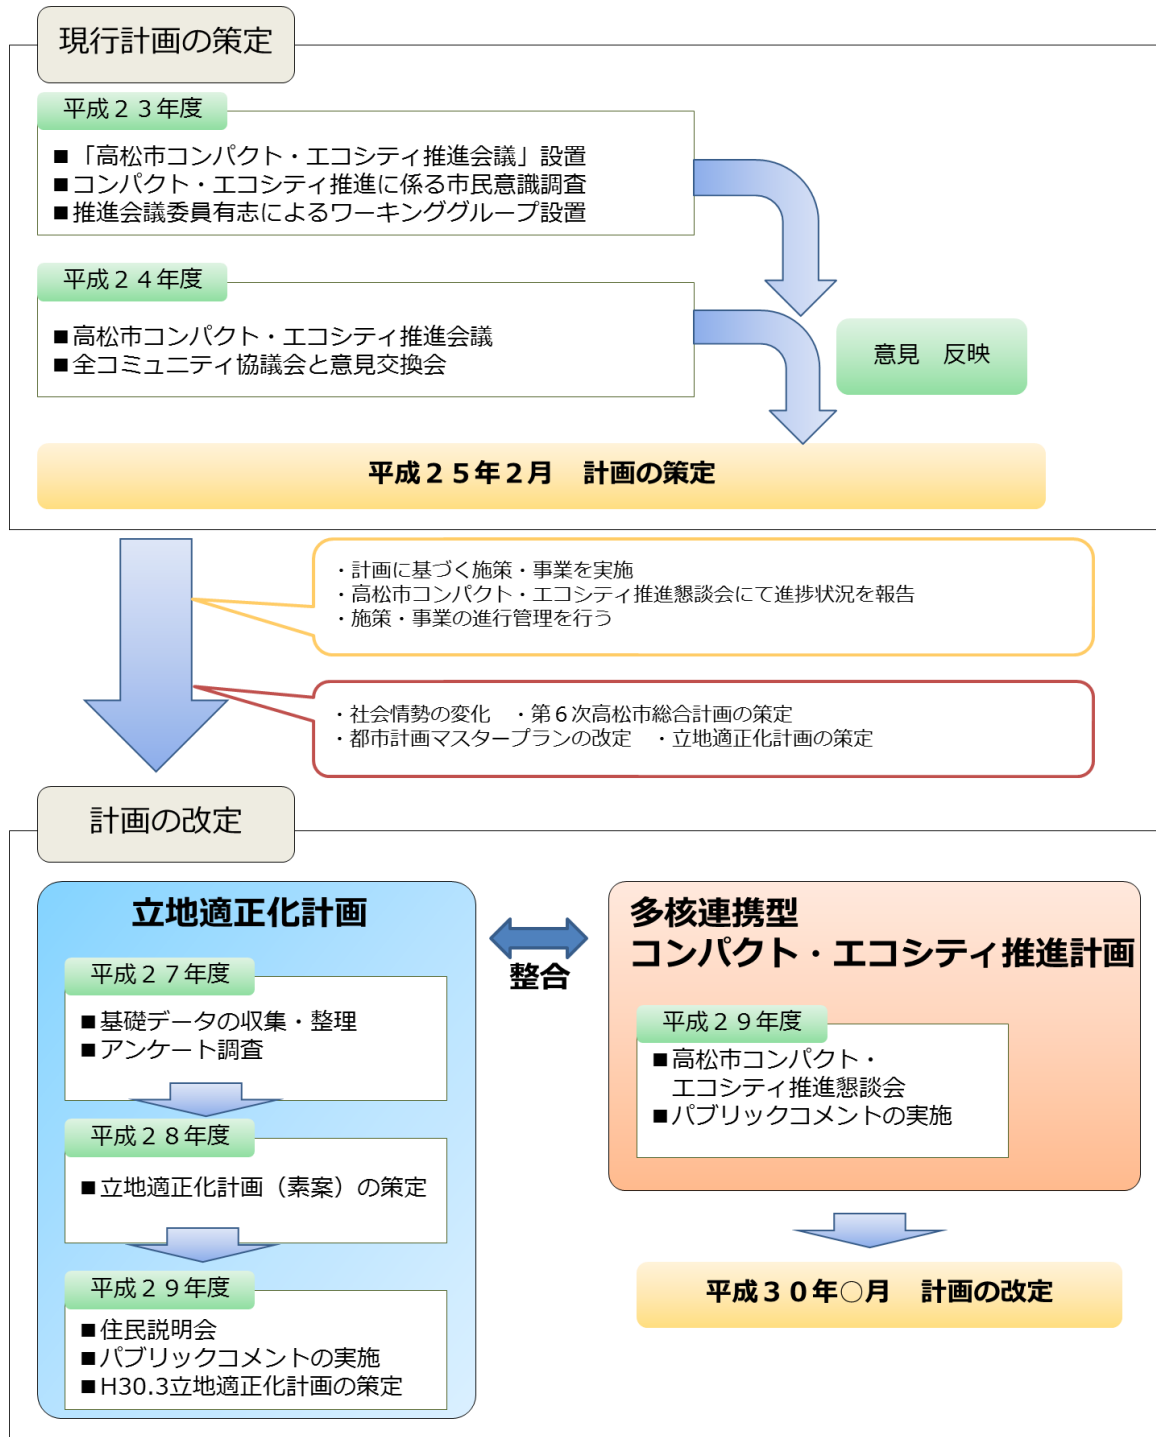 現行計画の策定
平成２３年度
■「高松市コンパクト・エコシティ推進会議」設置
■コンパクト・エコシティ推進に係る市民意識調査
■推進会議委員有志によるワーキンググループ設置
平成２４年度
■高松市コンパクト・エコシティ推進会議
■全コミュニティ協議会と意見交換会
意見　反映
平成２５年２月　計画の策定
・計画に基づく施策・事業を実施
・高松市コンパクト・エコシティ推進懇談会にて進捗状況を報告
・施策・事業の進行管理を行う
・社会情勢の変化　・第６次高松市総合計画の策定
・都市計画マスタープランの改定　・立地適正化計画の策定
計画の改定
立地適正化計画
平成２７年度
■基礎データの収集・整理
■アンケート調査
平成２８年度
■立地適正化計画（素案）の策定
平成２９年度
■住民説明会
■パブリックコメントの実施
■H30.3立地適正化計画の策定
整合
多核連携型
コンパクト・エコシティ推進計画
平成２９年度
■高松市コンパクト・
エコシティ推進懇談会
■パブリックコメントの実施
平成３０年○月　計画の改定